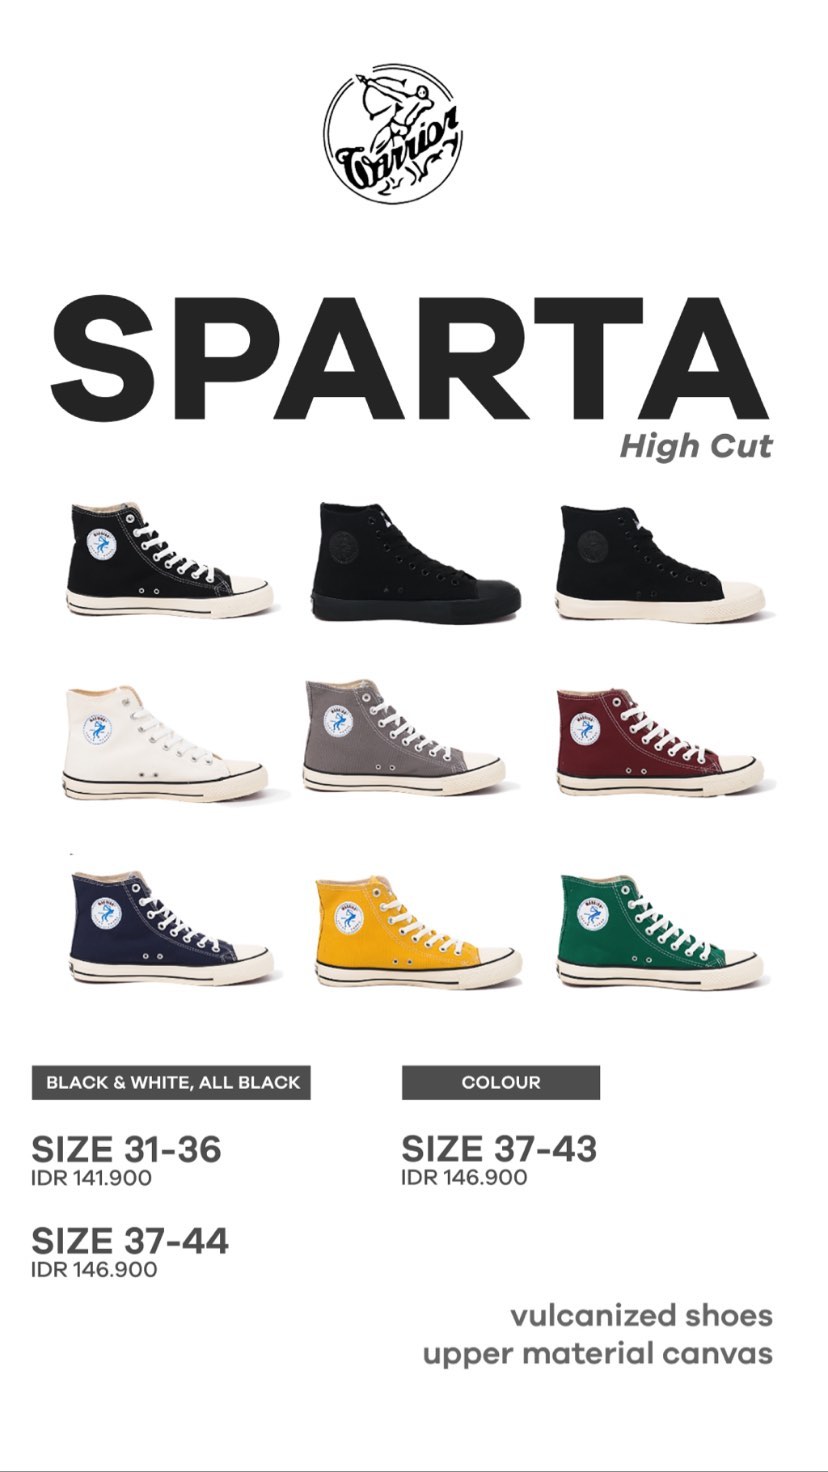 Warrior
SPARTA
High Cut
BLACK & WHITE, ALL BLACK
SIZE 31-36
IDR 141.900
SIZE 37-44
IDR 146.900
COLOUR
SIZE 37-43
IDR 146.900
vulcanized shoes
upper material canvas